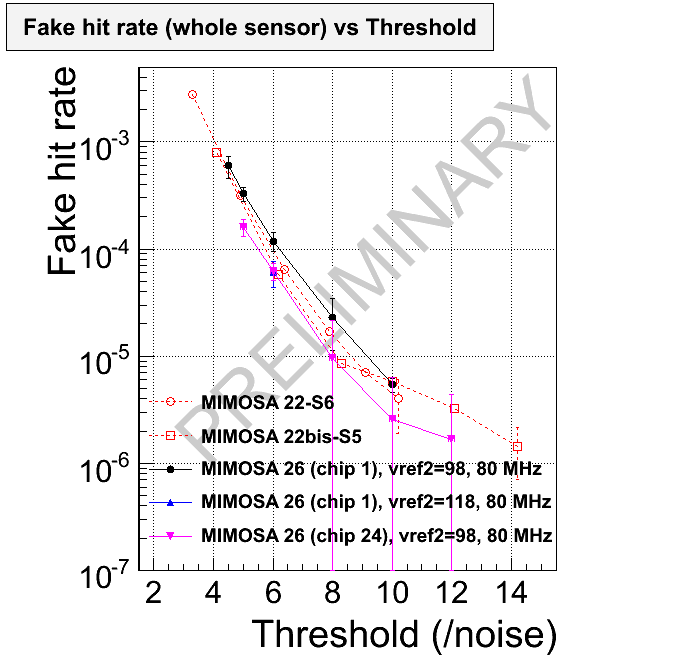 Fake hit rate (whole sensor) vs Threshold
Fake hit rate
10-3
10-4
10-5
10-6
10-7
PRELIMINARY
MIMOSA 22-S6
MIMOSA 22bis-S5
MIMOSA 26 (chip 1), vref2=98, 80 MHz
MIMOSA 26 (chip 1), vref2=118, 80 MHz
MIMOSA 26 (chip 24), vref2=98, 80 MHz
2 4 6 8 10 12 14
Threshold (/noise)